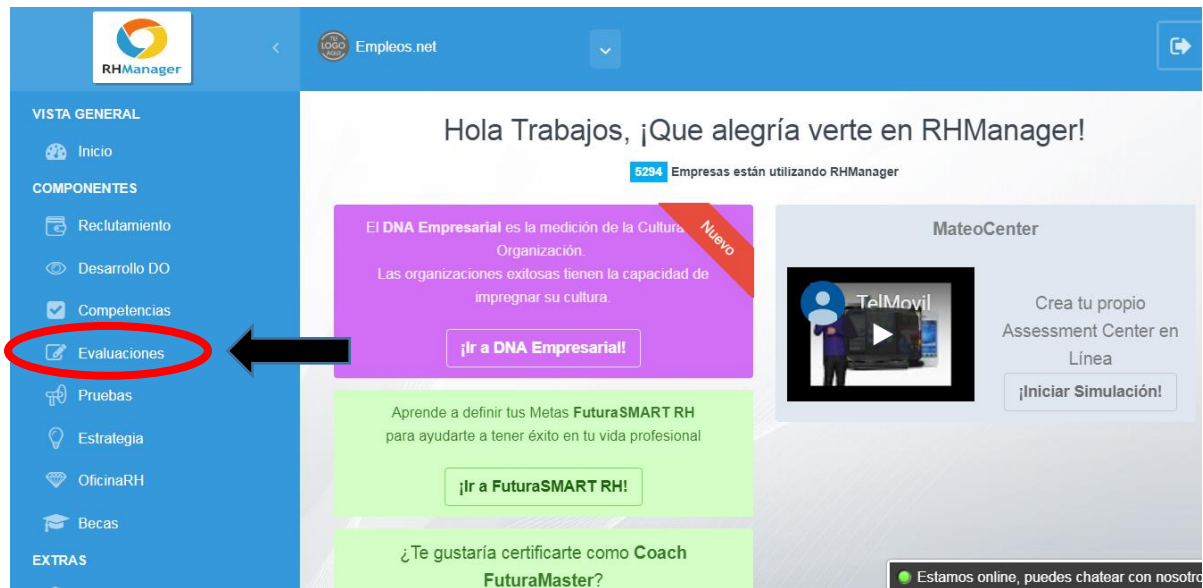 RHManager
TU
LOGO
AQUI
Empleos.net
VISTA GENERAL
Inicio
COMPONENTES
Reclutamiento
Desarrollo DO
Competencias
Evaluaciones
Pruebas
Estrategia
OficinaRH
Becas
EXTRAS
Hola Trabajos, ¡Que alegría verte en RHManager!
5294 Empresas están utilizando RHManager
El DNA Empresarial es la medición de la Cultura
Organización.
Las organizaciones exitosas tienen la capacidad de
impregnar su cultura.
Nuevo
¡Ir a DNA Empresarial!
Aprende a definir tus Metas FuturaSMART RH
para ayudarte a tener éxito en tu vida profesional
¡Ir a FuturaSMART RH!
¿Te gustaría certificarte como Coach
FuturaMaster?
MateoCenter
TelMovil
Crea tu propio
Assessment Center en
Línea
¡Iniciar Simulación!
Estamos online, puedes chatear con nosotr